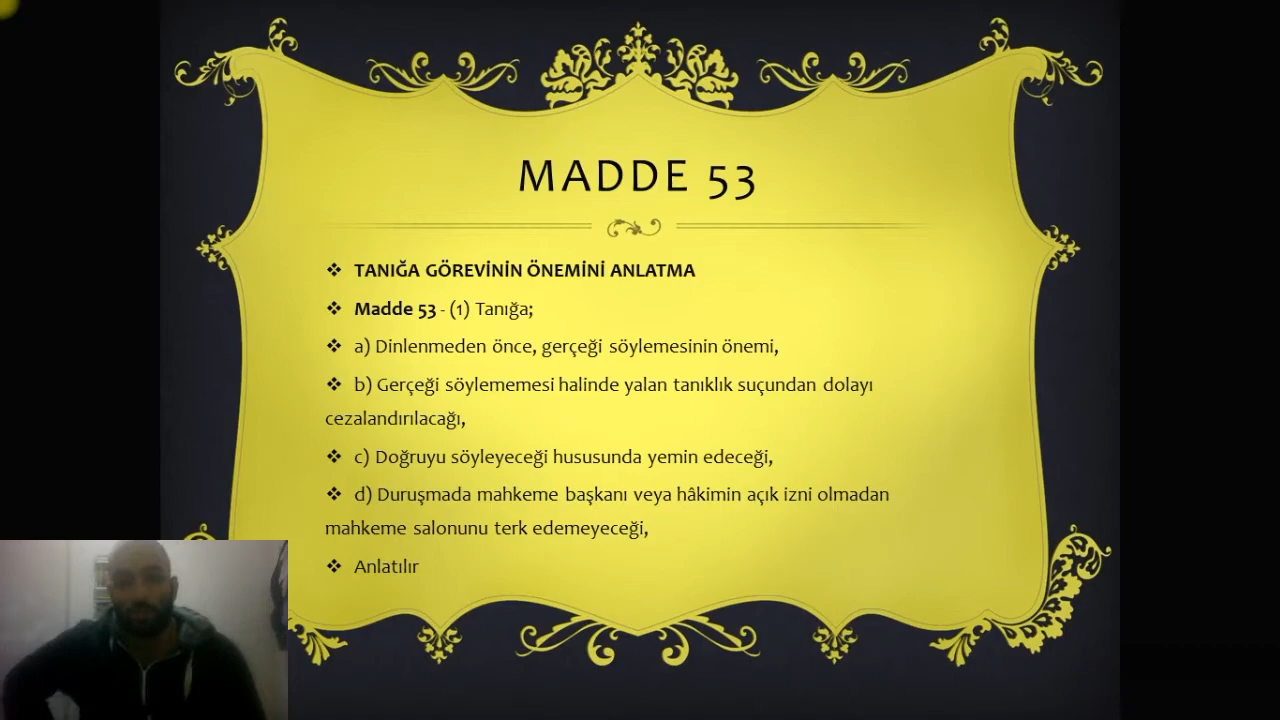 MADDE 53
❖ TANIĞA GÖREVİNİN ÖNEMİNİ ANLATMA
❖ Madde 53 - (1) Tanığa;
❖ a) Dinlenmeden önce, gerçeği söylemesinin önemi,
❖ b) Gerçeği söylememesi halinde yalan tanıklık suçundan dolayı
cezalandırılacağı,
❖ c) Doğruyu söyleyeceği hususunda yemin edeceği,
❖ d) Duruşmada mahkeme başkanı veya hâkimin açık izni olmadan
mahkeme salonunu terk edemeyeceği,
❖ Anlatılır